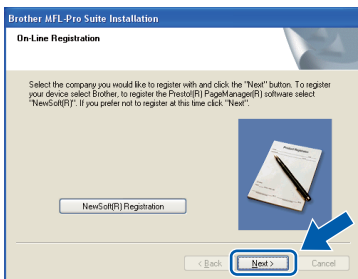 Brother MFL-Pro Suite Installation
On-Line Registration
Select the company you would like to register with and click the "Next" button. To register
your device select Brother, to register the Presto!(R) PageManager(R) software select
"NewSoft(R)". If you prefer not to register at this time click "Next".
Product Registration
NewSoft(R) Registration
< Back
Next >
Cancel